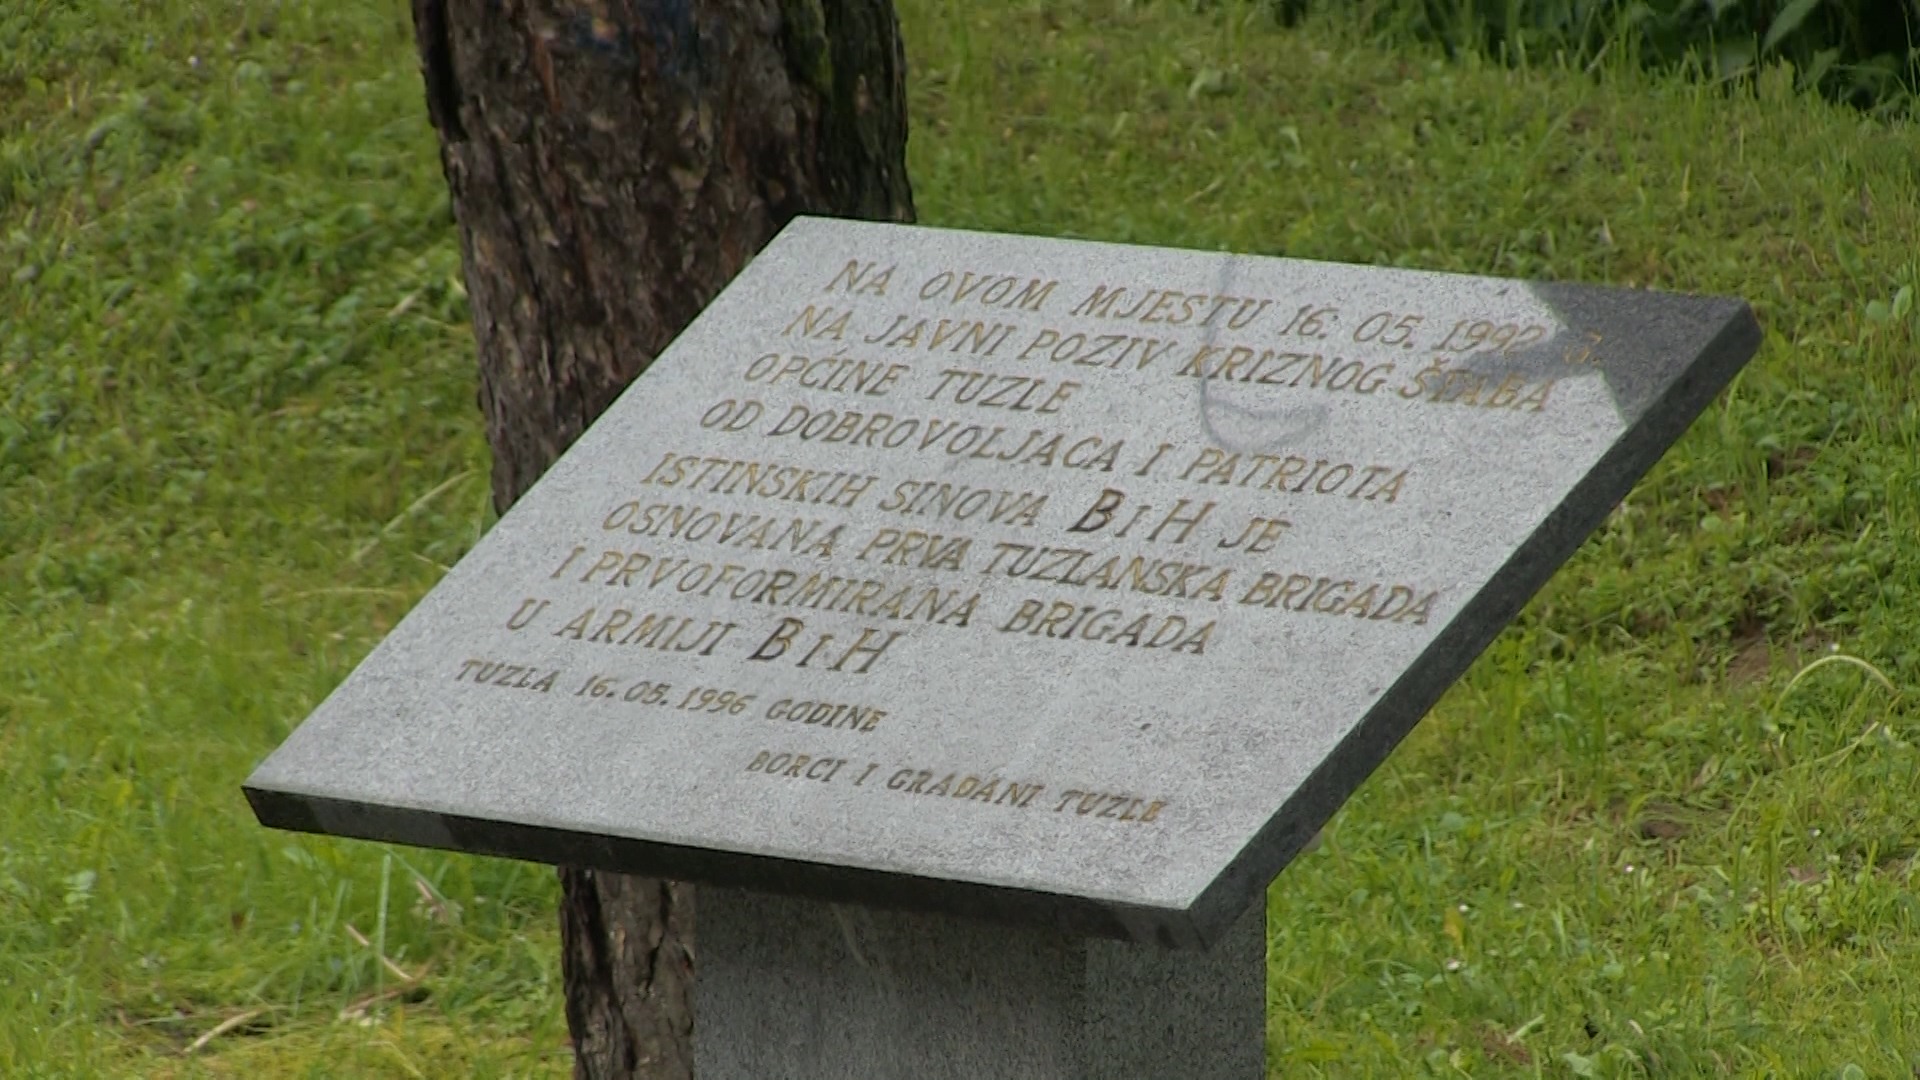 NA OVOM MJESTU 16. 05. 1992 g.
NA JAVNI POZIV KRIZNOG ŠTABA
OPĆINE TUZLE
OD DOBROVOLJACA I PATRIOTA
ISTINSKIH SINOVA BiH JE
OSNOVANA PRVA TUZLANSKA BRIGADA
I PRVOFORMIRANA BRIGADA
U ARMIJI BiH
TUZLA 16.05.1996 GODINE
BORCI I GRAĐANI TUZLE